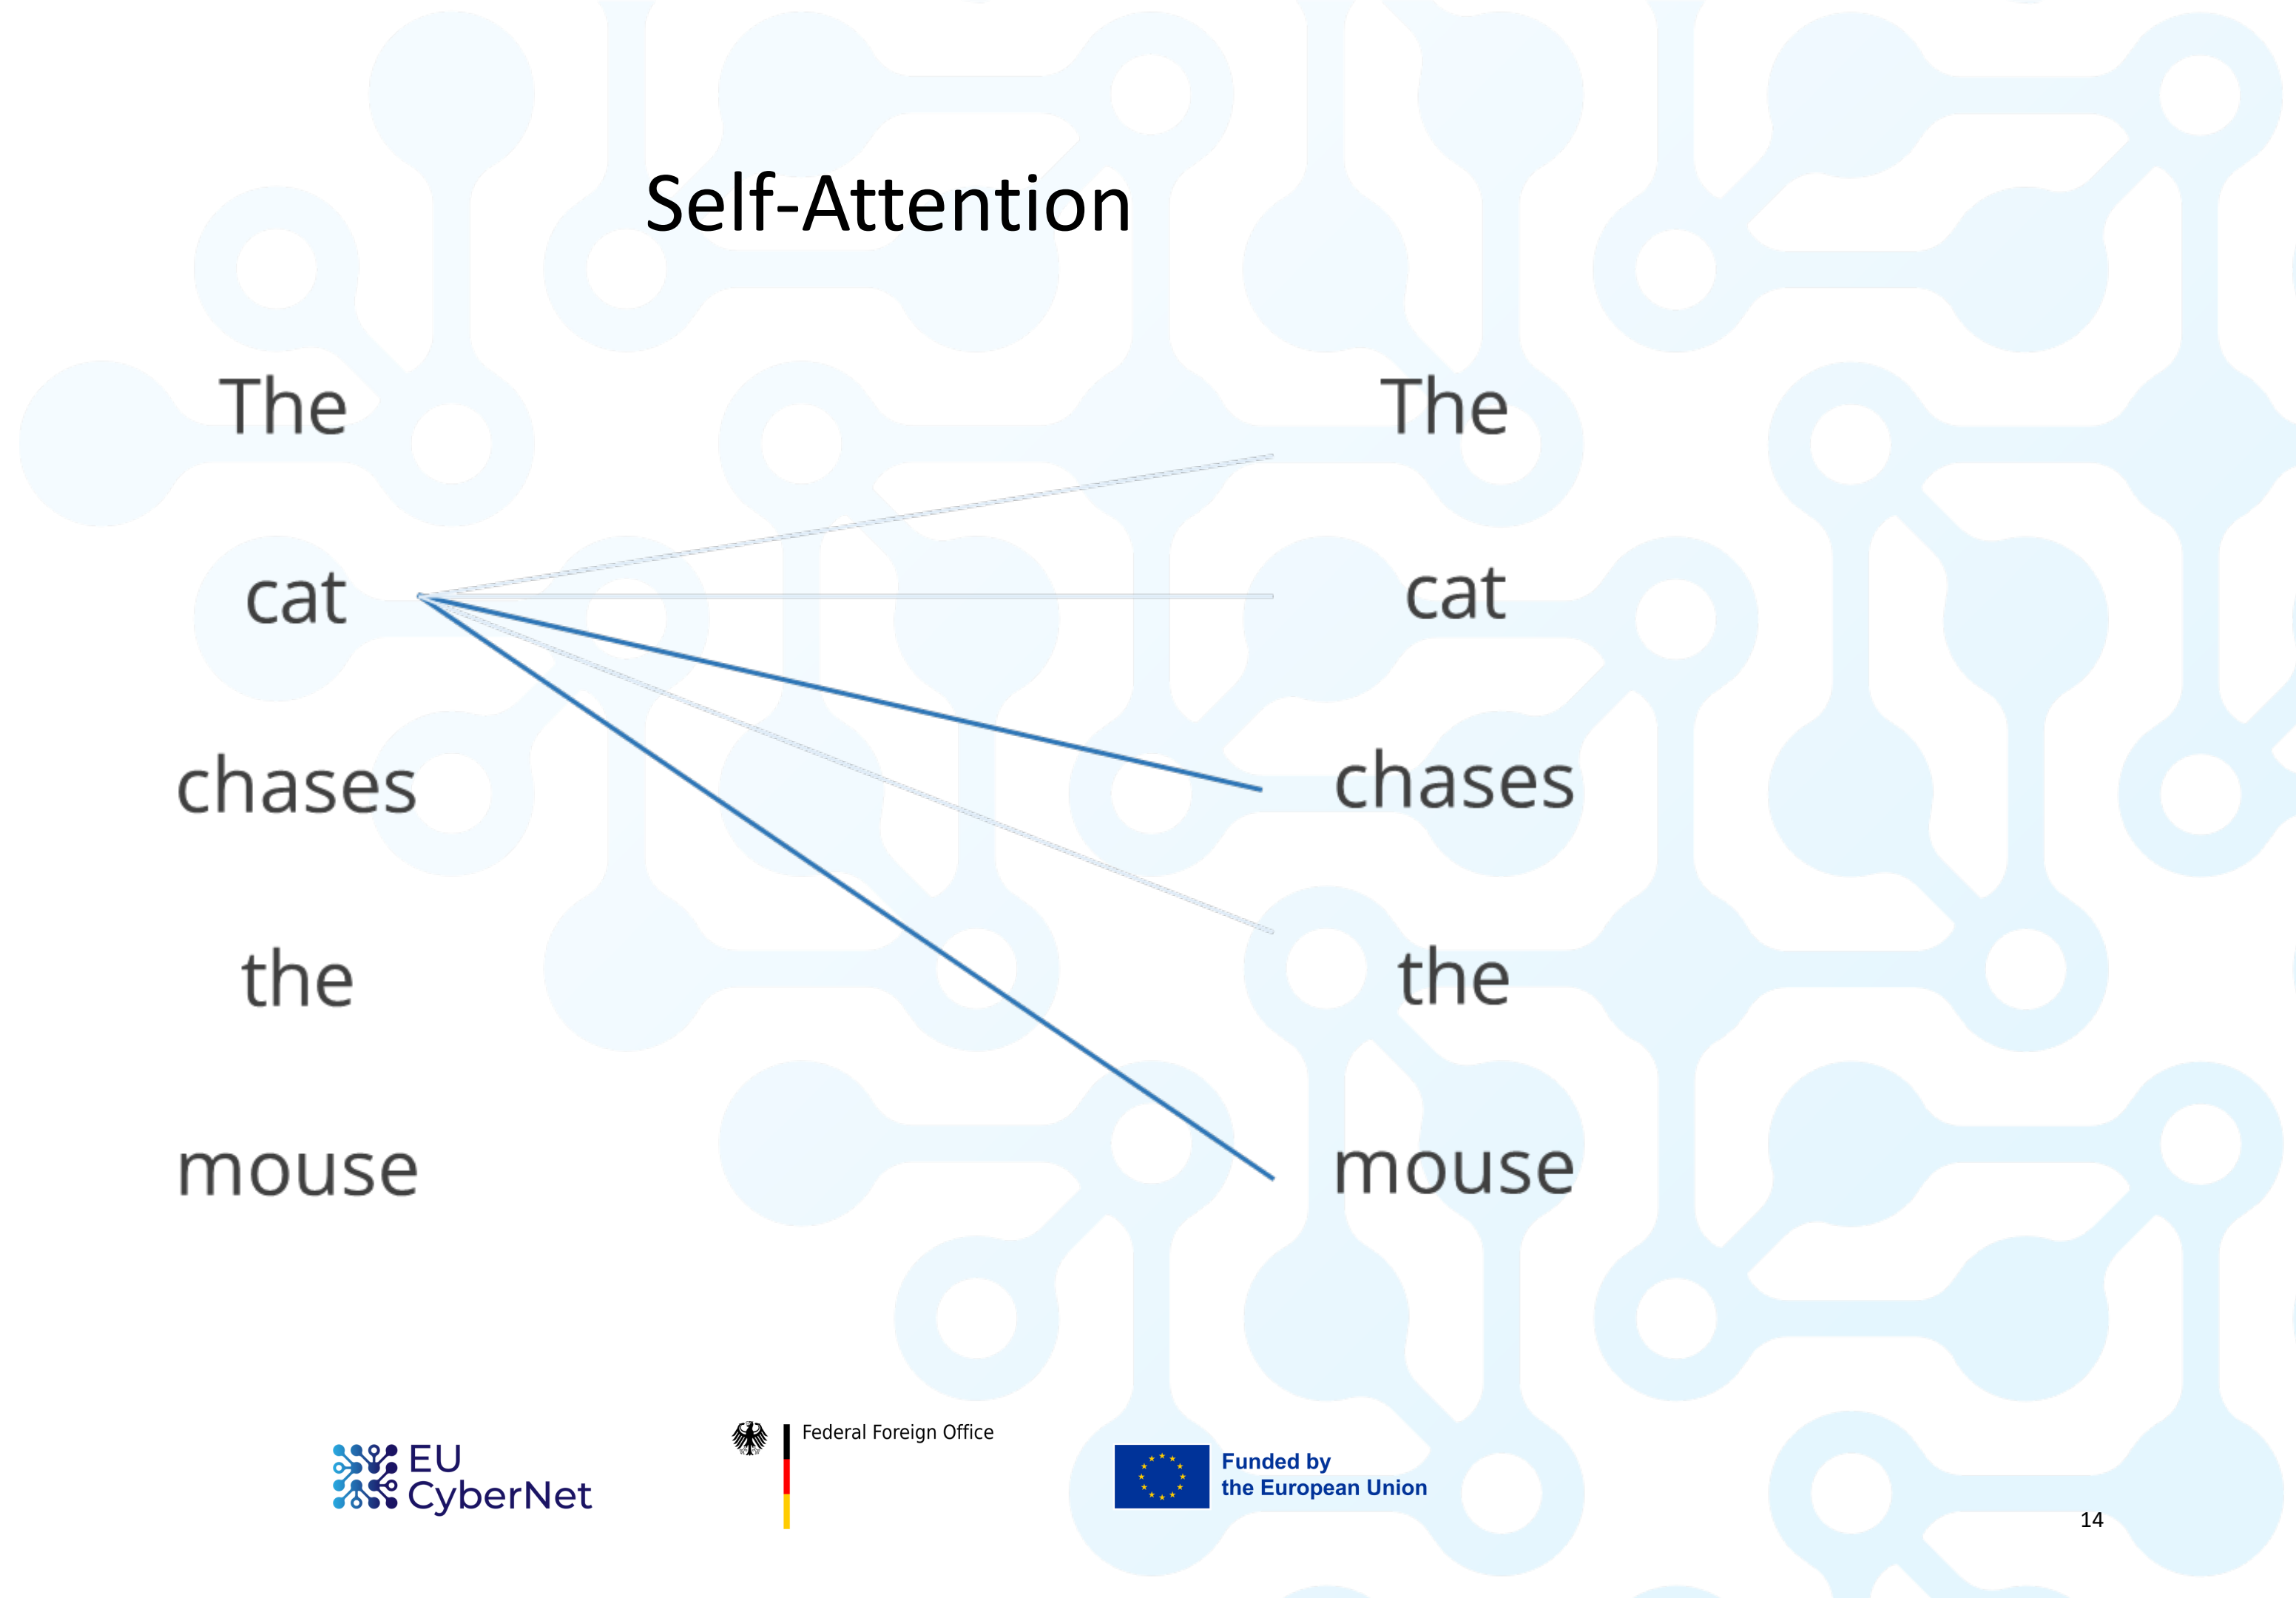 Self-Attention
The
cat
chases
the
mouse
The
cat
chases
the
mouse
EU
CyberNet
Federal Foreign Office
Funded by
the European Union
14